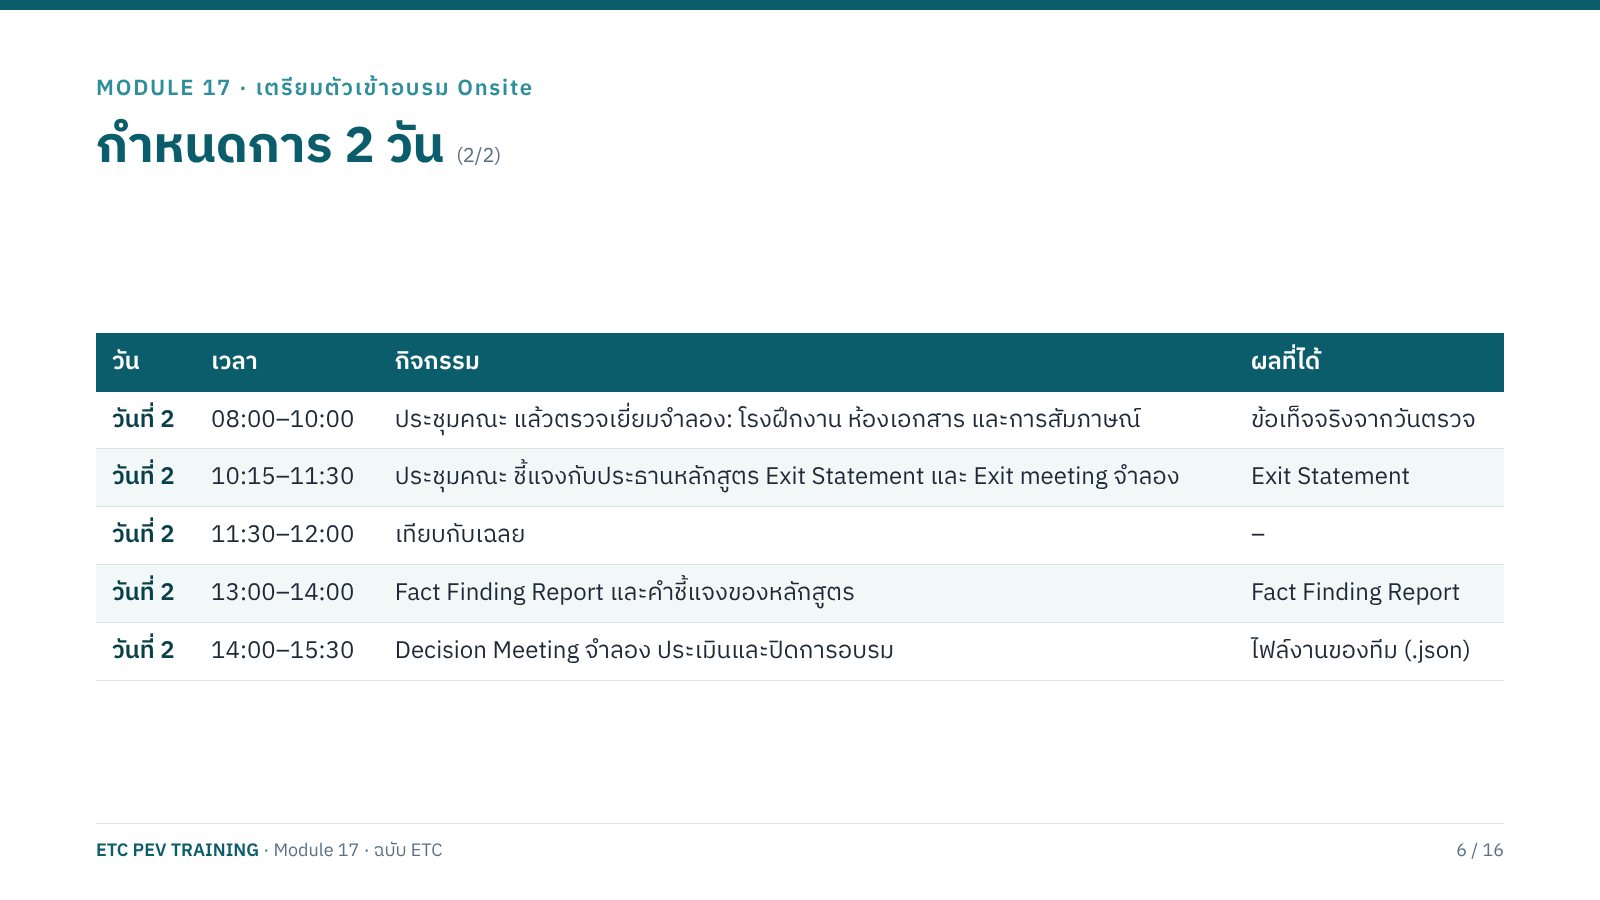 MODULE 17 · เตรียมตัวเข้าอบรม Onsite
กำหนดการ 2 วัน (2/2)
วัน เวลา กิจกรรม ผลที่ได้
วันที่ 2 08:00–10:00 ประชุมคณะ แล้วตรวจเยี่ยมจำลอง: โรงฝึกงาน ห้องเอกสาร และการสัมภาษณ์ ข้อเท็จจริงจากวันตรวจ
วันที่ 2 10:15–11:30 ประชุมคณะ ชี้แจงกับประธานหลักสูตร Exit Statement และ Exit meeting จำลอง Exit Statement
วันที่ 2 11:30–12:00 เทียบกับเฉลย –
วันที่ 2 13:00–14:00 Fact Finding Report และคำชี้แจงของหลักสูตร Fact Finding Report
วันที่ 2 14:00–15:30 Decision Meeting จำลอง ประเมินและปิดการอบรม ไฟล์งานของทีม (.json)
ETC PEV TRAINING · Module 17 · ฉบับ ETC 6 / 16